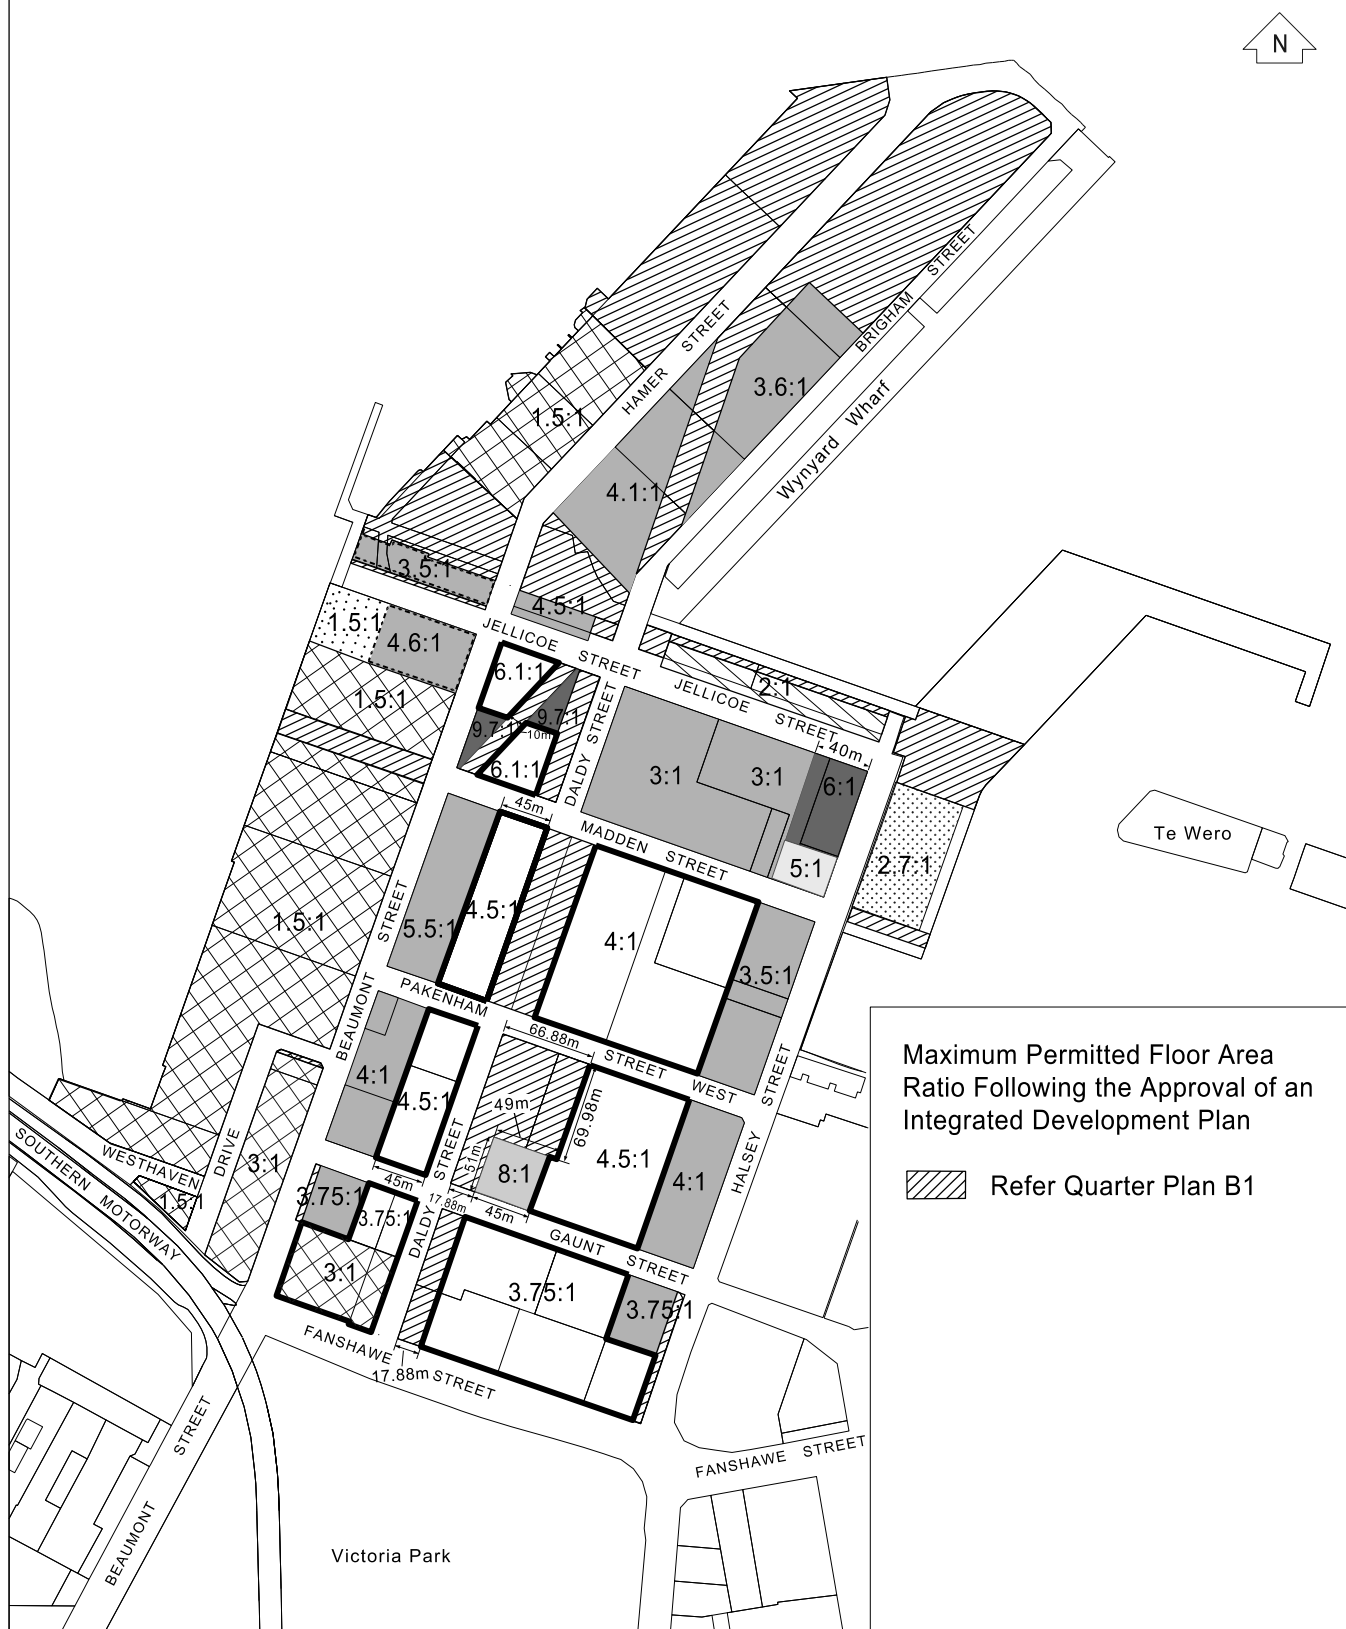 N
HAMER STREET
BRIGHAM STREET
3.6:1
Wynyard Wharf
1.5:1
4.1:1
3.5:1
4.5:1
1.5:1
4.6:1
JELLICOE STREET
6.1:1
1.5:1
JELLICOE STREET
2:1
9.7:1
9.7:1
10m
6.1:1
DALDY STREET
40m
3:1
3:1
6:1
5:1
2.7:1
Te Wero
45m
MADDEN STREET
1.5:1
BEAUMONT STREET
5.5:1
4.5:1
4:1
3.5:1
PAKENHAM STREET WEST
66.88m
4:1
4.5:1
49m
69.98m
51m
8:1
4.5:1
4:1
HALSEY STREET
SOUTHERN MOTORWAY
WESTHAVEN DRIVE
1.5:1
3:1
3.75:1
45m
3.75:1
DALDY STREET
17.88m
45m
GAUNT STREET
3:1
3.75:1
3.75:1
FANSHAWE STREET
17.88m
FANSHAWE STREET
BEAUMONT STREET
Victoria Park
Maximum Permitted Floor Area
Ratio Following the Approval of an
Integrated Development Plan
Refer Quarter Plan B1